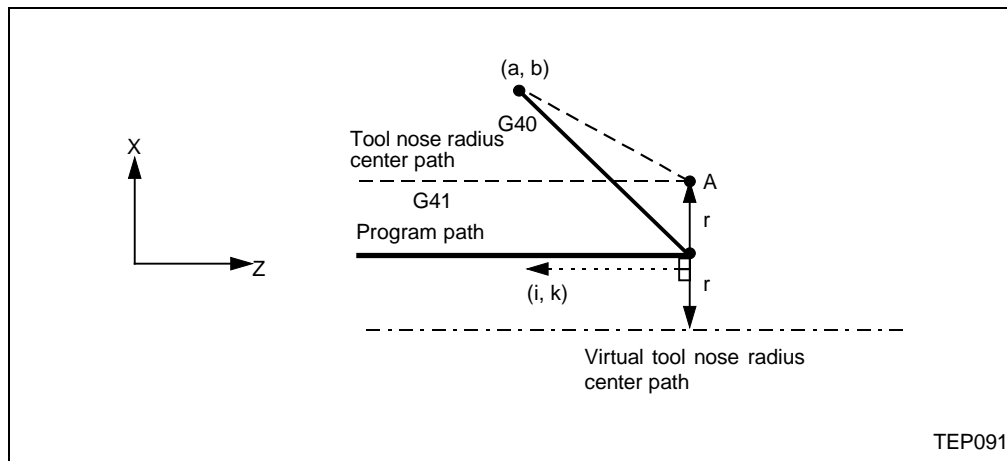 (a, b)
G40
X
Tool nose radius
center path
A
G41
r
Program path
Z
(i, k)
r
Virtual tool nose radius
center path
TEP091